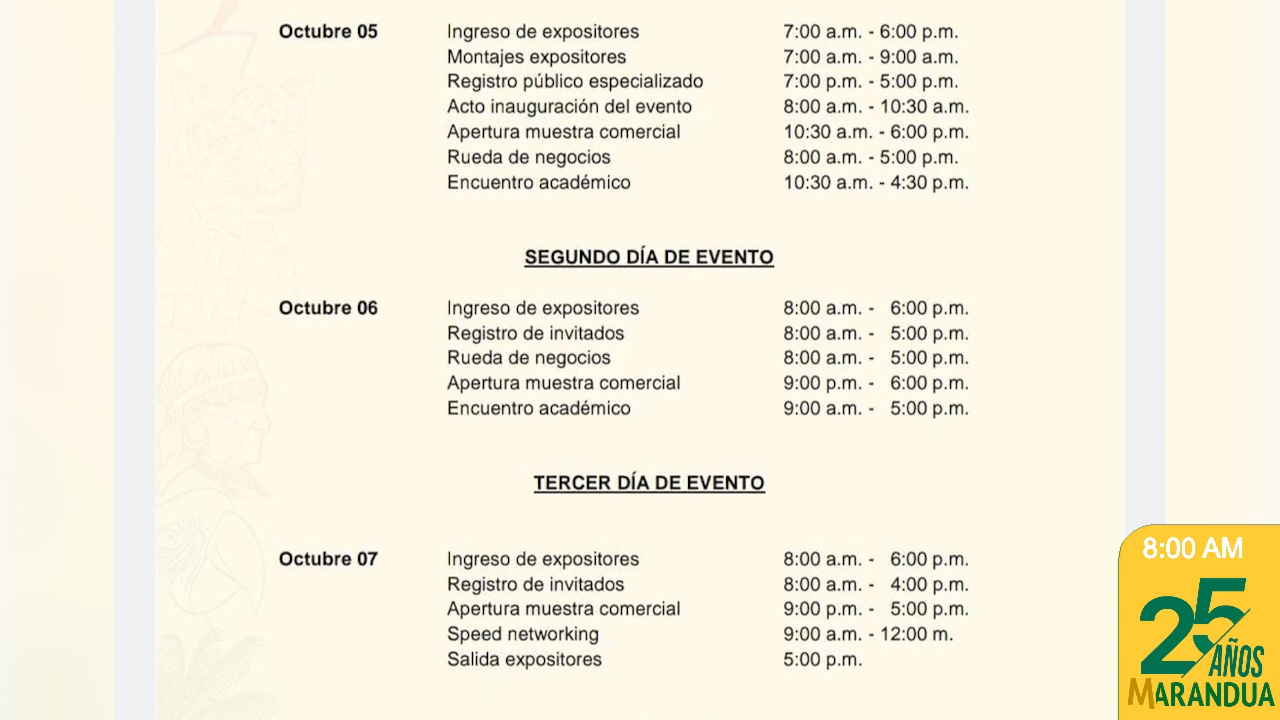 Octubre 05 Ingreso de expositores 7:00 a.m. - 6:00 p.m.
Montajes expositores 7:00 a.m. - 9:00 a.m.
Registro público especializado 7:00 p.m. - 5:00 p.m.
Acto inauguración del evento 8:00 a.m. - 10:30 a.m.
Apertura muestra comercial 10:30 a.m. - 6:00 p.m.
Rueda de negocios 8:00 a.m. - 5:00 p.m.
Encuentro académico 10:30 a.m. - 4:30 p.m.
SEGUNDO DÍA DE EVENTO
Octubre 06 Ingreso de expositores 8:00 a.m. - 6:00 p.m.
Registro de invitados 8:00 a.m. - 5:00 p.m.
Rueda de negocios 8:00 a.m. - 5:00 p.m.
Apertura muestra comercial 9:00 p.m. - 6:00 p.m.
Encuentro académico 9:00 a.m. - 5:00 p.m.
TERCER DÍA DE EVENTO
Octubre 07 Ingreso de expositores 8:00 a.m. - 6:00 p.m.
Registro de invitados 8:00 a.m. - 4:00 p.m.
Apertura muestra comercial 9:00 p.m. - 5:00 p.m.
Speed networking 9:00 a.m. - 12:00 m.
Salida expositores 5:00 p.m.
8:00 AM
25
AÑOS
MARANDUA